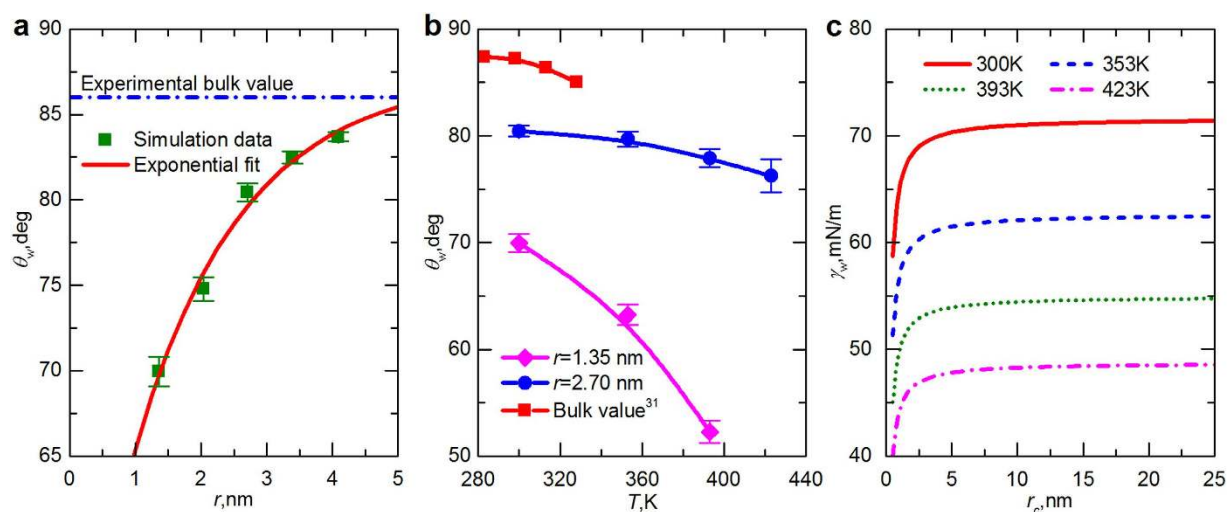 a
90
85
80
75
70
65
θw,deg
Experimental bulk value
Simulation data
Exponential fit
0 1 2 3 4 5
r,nm
b
90
80
70
60
50
θw,deg
r=1.35 nm
r=2.70 nm
Bulk value31
280 320 360 400 440
T,K
c
80
70
60
50
40
γw,mN/m
300K 353K
393K 423K
0 5 10 15 20 25
rc,nm